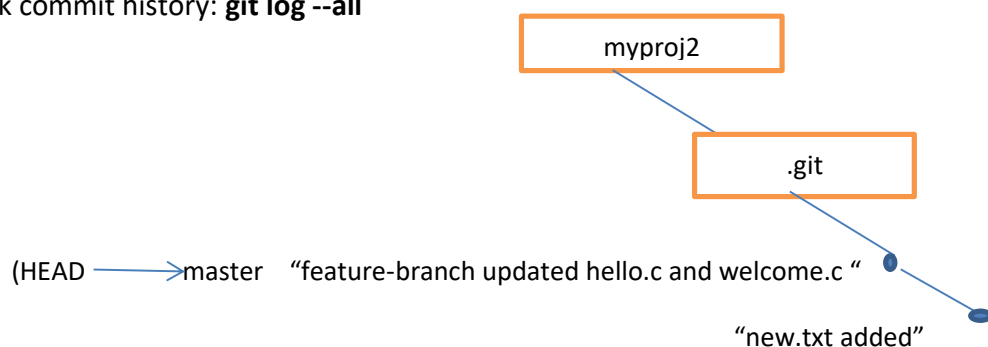 k commit history: git log --all
myproj2
.git
(HEAD master “feature-branch updated hello.c and welcome.c “
“new.txt added”